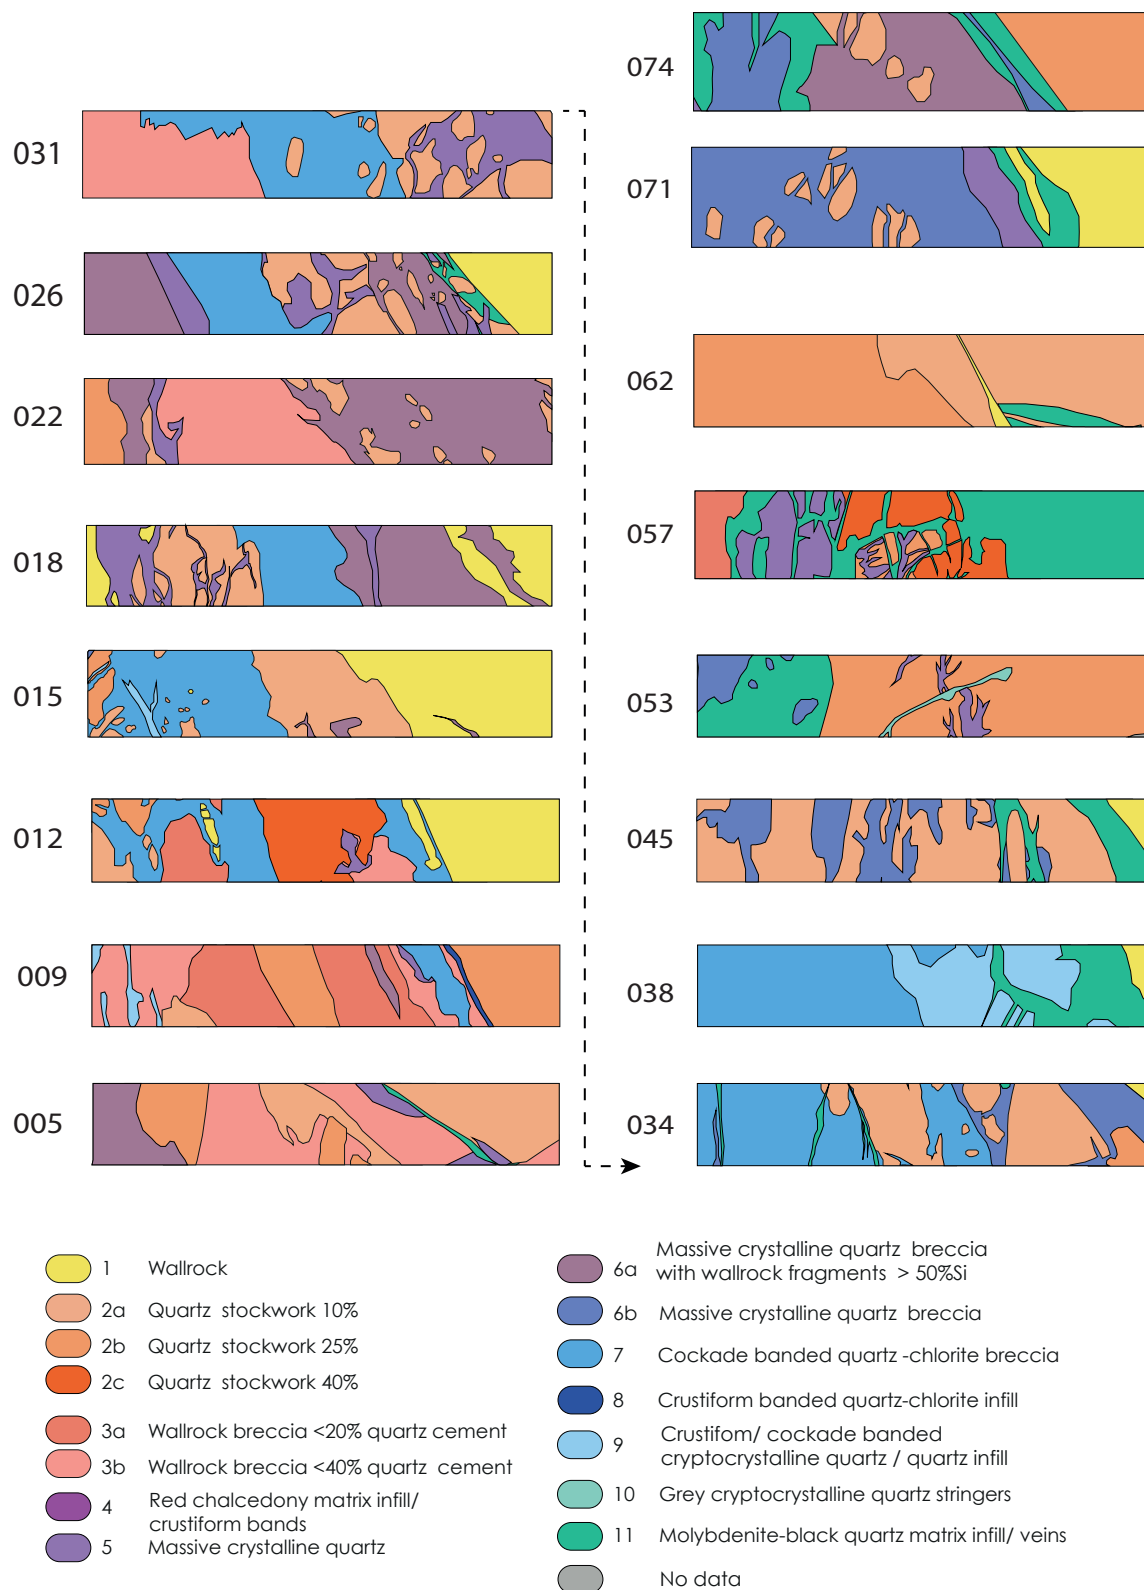 031
026
022
018
015
012
009
005
074
071
062
057
053
045
038
034
1 Wallrock
2a Quartz stockwork 10%
2b Quartz stockwork 25%
2c Quartz stockwork 40%
3a Wallrock breccia <20% quartz cement
3b Wallrock breccia <40% quartz cement
4 Red chalcedony matrix infill/
crustiform bands
5 Massive crystalline quartz
6a Massive crystalline quartz breccia
with wallrock fragments > 50%Si
6b Massive crystalline quartz breccia
7 Cockade banded quartz -chlorite breccia
8 Crustiform banded quartz-chlorite infill
9 Crustifom/ cockade banded
cryptocrystalline quartz / quartz infill
10 Grey cryptocrystalline quartz stringers
11 Molybdenite-black quartz matrix infill/ veins
No data